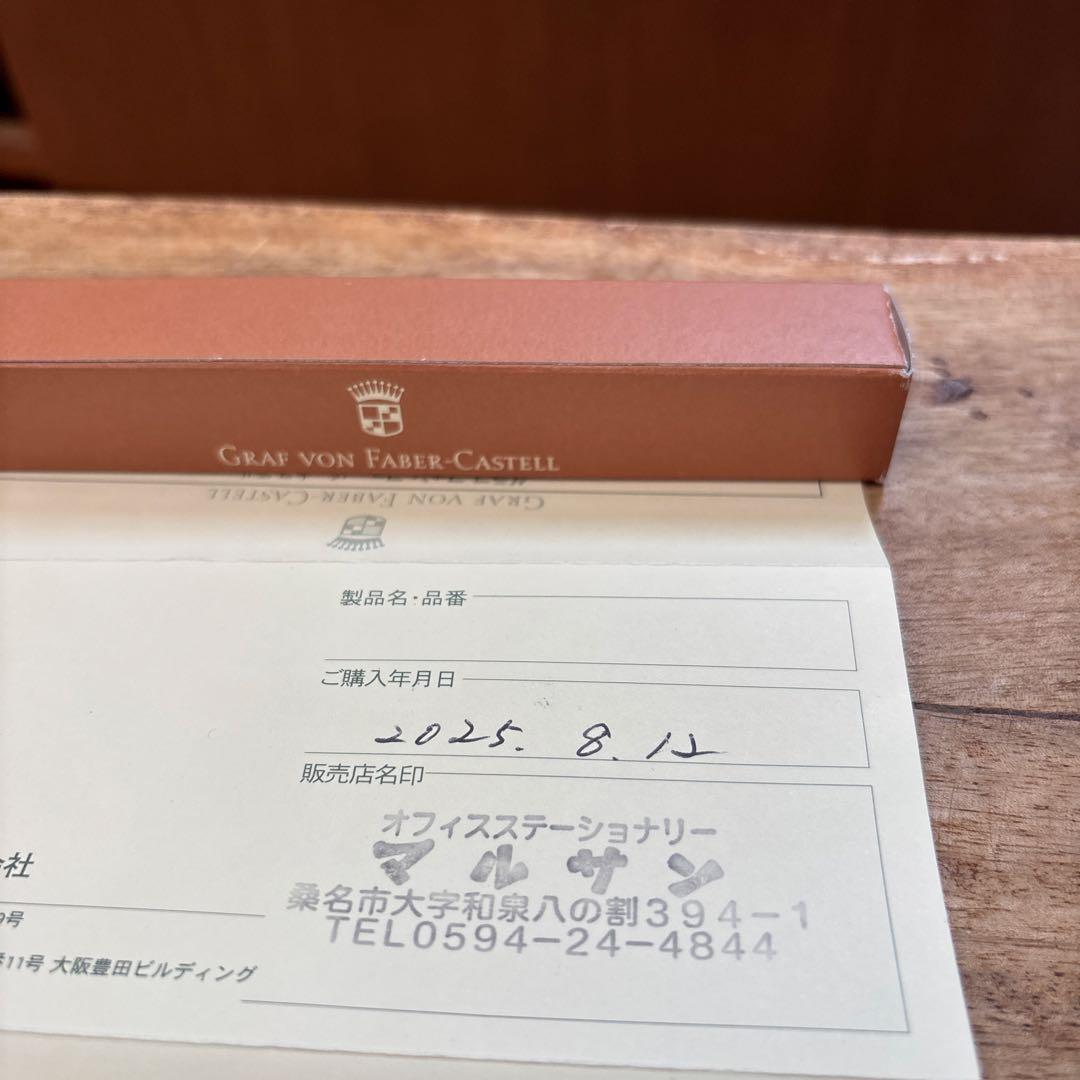 GRAF VON FABER-CASTELL
GRAF VON FABER-CASTELL
製品名・品番
ご購入年月日
2025. 8. 12
販売店名印
オフィスステーショナリー
マルサン
桑名市大字和泉八の割394-1
TEL0594-24-4844
会社
9号
11号 大阪豊田ビルディング